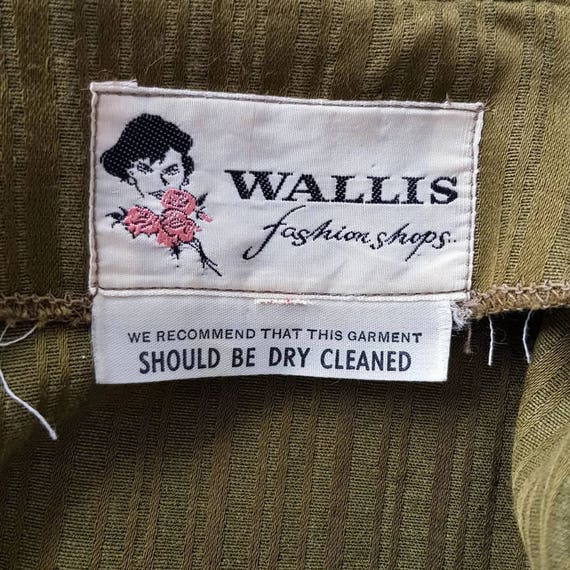 WALLIS
fashion shops..
WE RECOMMEND THAT THIS GARMENT
SHOULD BE DRY CLEANED